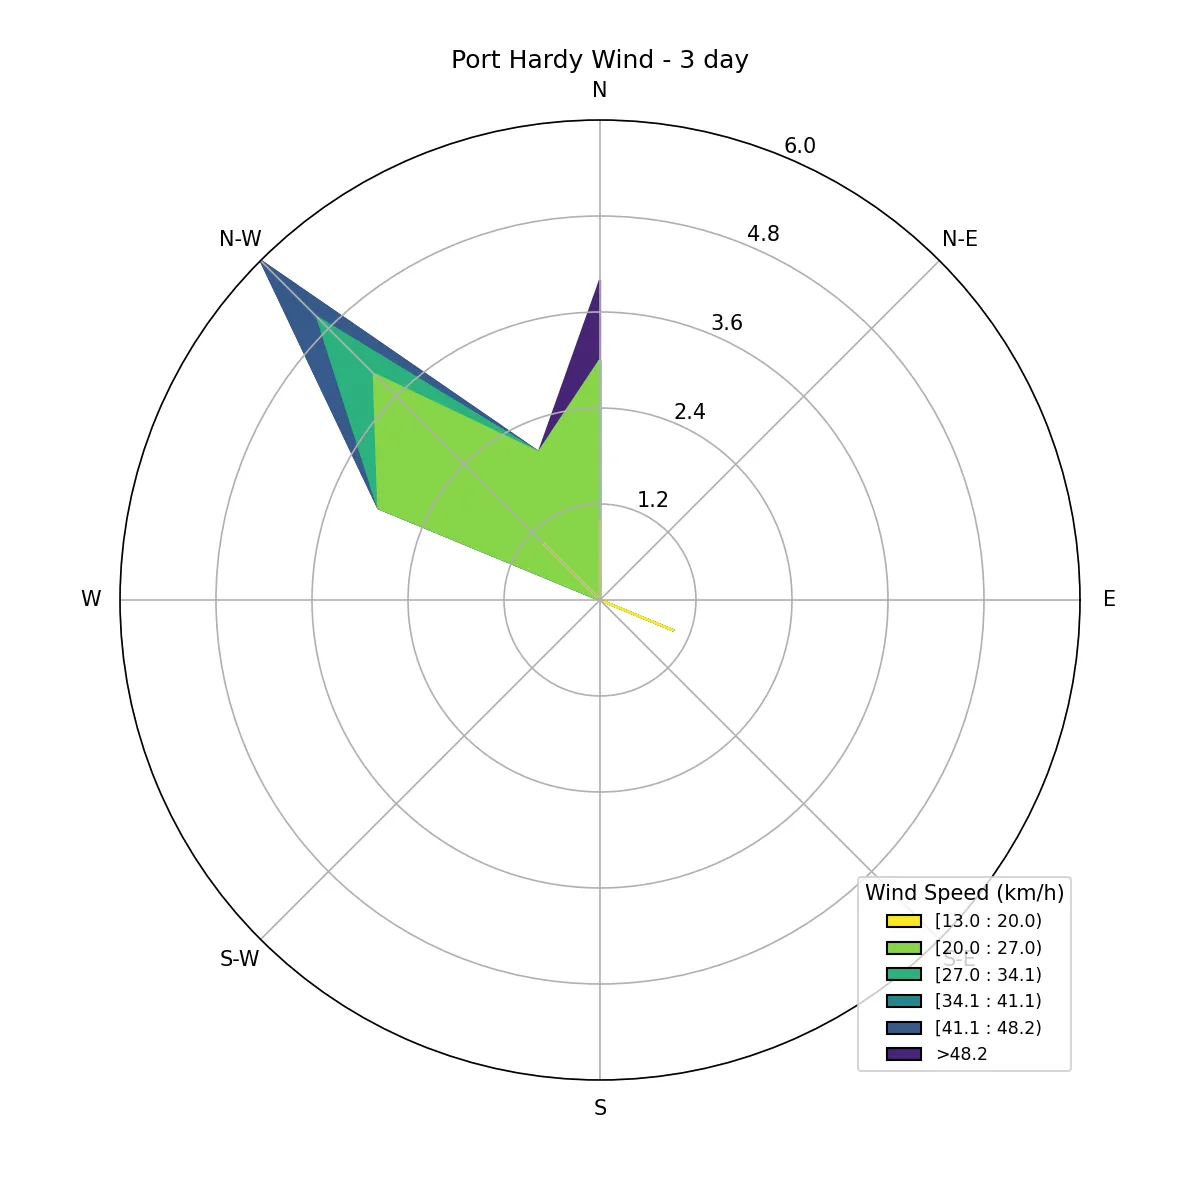 Port Hardy Wind - 3 day
N
6.0
N-W
N-E
4.8
3.6
2.4
1.2
W
E
Wind Speed (km/h)
[13.0 : 20.0)
[20.0 : 27.0)
S-W
S-E
[27.0 : 34.1)
[34.1 : 41.1)
[41.1 : 48.2)
>48.2
S